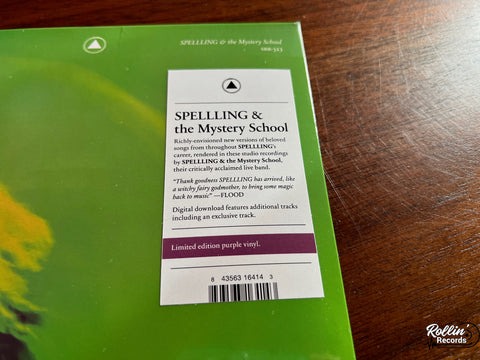 SPELLLING & the Mystery School
SBR-323
SPELLLING &
the Mystery School
Richly-envisioned new versions of beloved
songs from throughout SPELLLING's
career, rendered in these studio recordings
by SPELLLING & the Mystery School,
their critically acclaimed live band.
"Thank goodness SPELLLING has arrived, like
a witchy fairy godmother, to bring some magic
back to music" —FLOOD
Digital download features additional tracks
including an exclusive track.
Limited edition purple vinyl.
8 43563 16414 3
Rollin'
Records